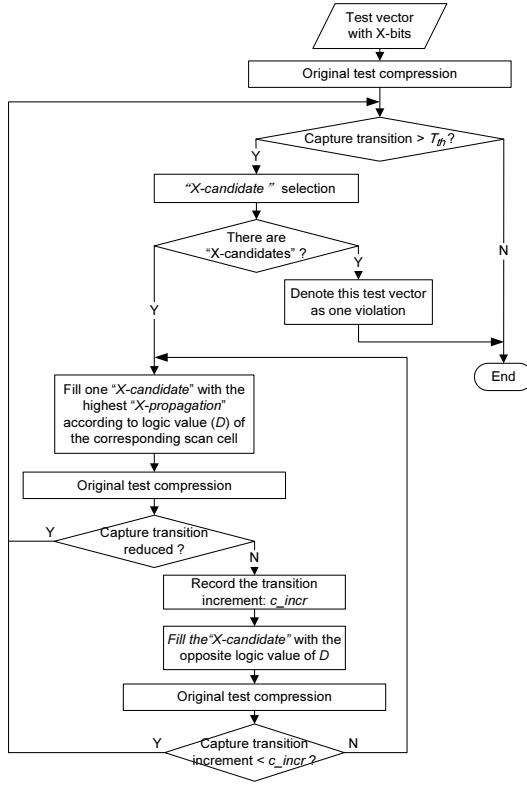 Test vector
with X-bits
Original test compression
Capture transition > Tth?
Y
"X-candidate" selection
There are
"X-candidates" ?
N
Y
Denote this test vector
as one violation
Y
End
Fill one "X-candidate" with the
highest "X-propagation"
according to logic value (D) of
the corresponding scan cell
Original test compression
Y
Capture transition
reduced ?
N
Record the transition
increment: c_incr
Fill the"X-candidate" with the
opposite logic value of D
Original test compression
Y
Capture transition
increment < c_incr ?
N